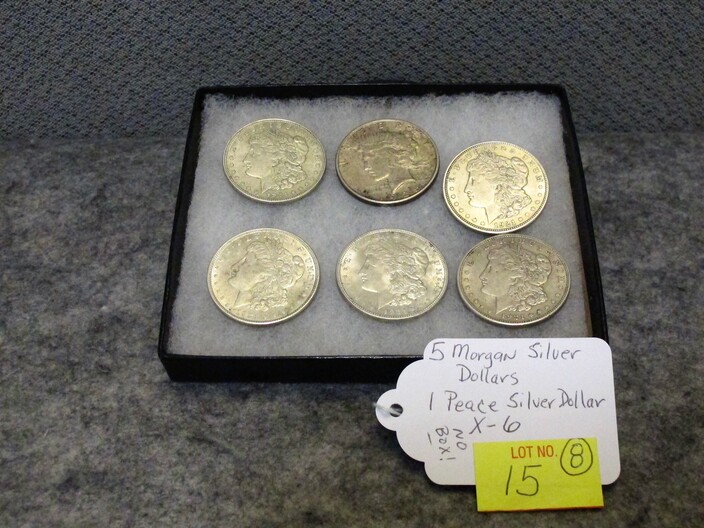 5 Morgan Silver
Dollars
1 Peace Silver Dollar
X-6
NO
Box!
LOT NO. 8
15